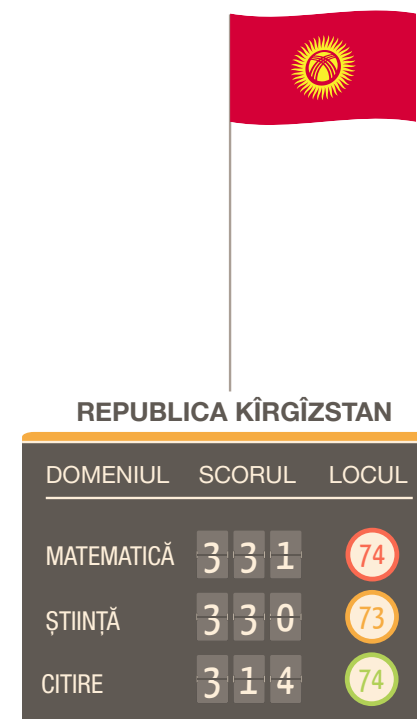 REPUBLICA KÎRGÎZSTAN
DOMENIUL SCORUL LOCUL
MATEMATICĂ 331 74
ȘTIINȚĂ 330 73
CITIRE 314 74